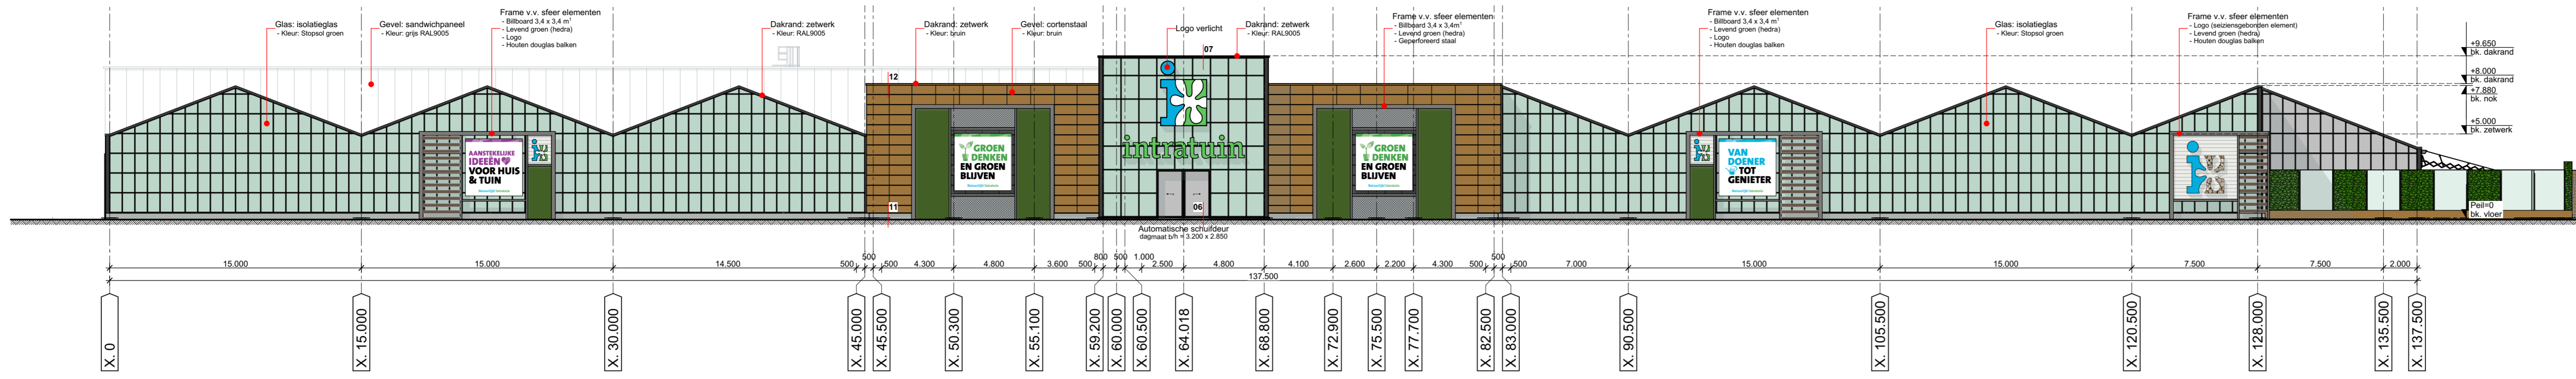 Glas: isolatieglas
- Kleur: Stopsol groen
Gevel: sandwichpaneel
- Kleur: grijs RAL9005
Frame v.v. sfeer elementen
- Billboard 3,4 x 3,4 m¹
- Levend groen (hedra)
- Logo
- Houten douglas balken
Dakrand: zetwerk
- Kleur: RAL9005
Dakrand: zetwerk
- Kleur: bruin
Gevel: cortenstaal
- Kleur: bruin
Logo verlicht
Dakrand: zetwerk
- Kleur: RAL9005
Frame v.v. sfeer elementen
- Billboard 3,4 x 3,4m¹
- Levend groen (hedra)
- Geperforeerd staal
Frame v.v. sfeer elementen
- Billboard 3,4 x 3,4 m¹
- Levend groen (hedra)
- Logo
- Houten douglas balken
Glas: isolatieglas
- Kleur: Stopsol groen
Frame v.v. sfeer elementen
- Logo (seiziensgebonden element)
- Levend groen (hedra)
- Houten douglas balken
+9.650
bk. dakrand
+8.000
bk. dakrand
+7.880
bk. nok
+5.000
bk. zetwerk
Peil=0
bk. vloer
07
12
11
06
AANSTEKELIJKE
IDEEËN
VOOR HUIS
& TUIN
GROEN
DENKEN
EN GROEN
BLIJVEN
intratuin
GROEN
DENKEN
EN GROEN
BLIJVEN
VAN
DOENER
TOT
GENIETER
Automatische schuifdeur
dagmaat b/h = 3.200 x 2.850
15.000
15.000
14.500
500
500
500
4.300
4.800
3.600
500
800
500
1.000
2.500
4.800
4.100
2.600
2.200
4.300
500
500
500
7.000
15.000
15.000
7.500
7.500
2.000
137.500
X. 0
X. 15.000
X. 30.000
X. 45.000
X. 45.500
X. 50.300
X. 55.100
X. 59.200
X. 60.000
X. 60.500
X. 64.018
X. 68.800
X. 72.900
X. 75.500
X. 77.700
X. 82.500
X. 83.000
X. 90.500
X. 105.500
X. 120.500
X. 128.000
X. 135.500
X. 137.500